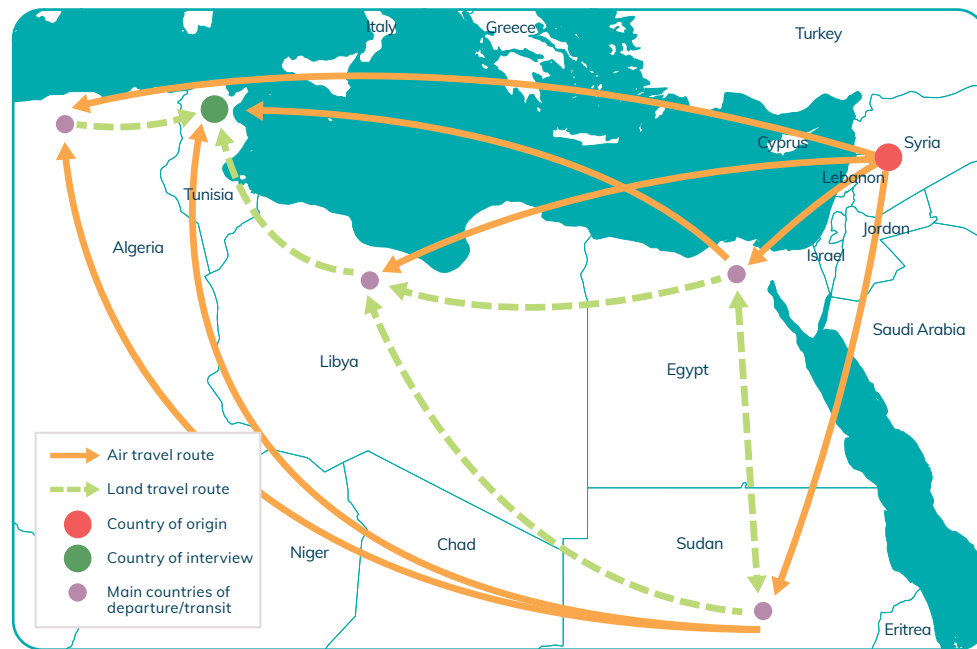 Italy
Greece
Turkey
Cyprus
Syria
Lebanon
Tunisia
Jordan
Algeria
Israel
Saudi Arabia
Libya
Egypt
Air travel route
Land travel route
Country of origin
Country of interview
Main countries of
departure/transit
Niger
Chad
Sudan
Eritrea